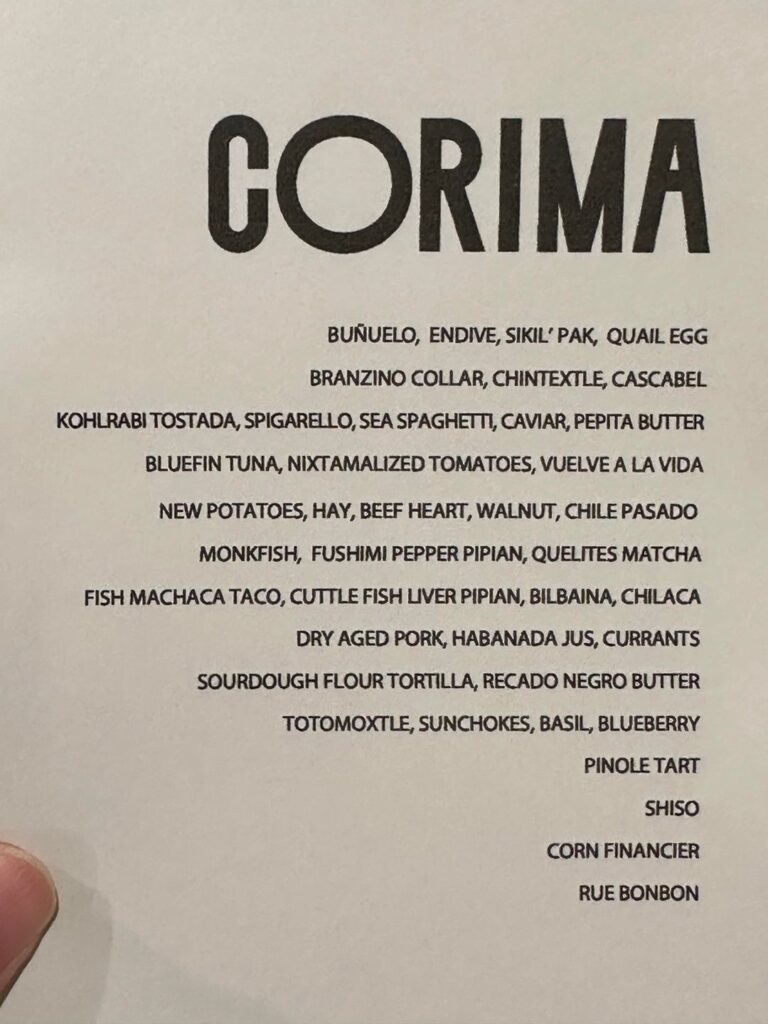 CORIMA
BUÑUELO, ENDIVE, SIKIL' PAK, QUAIL EGG
BRANZINO COLLAR, CHINTEXTLE, CASCABEL
KOHLRABI TOSTADA, SPIGARELLO, SEA SPAGHETTI, CAVIAR, PEPITA BUTTER
BLUEFIN TUNA, NIXTAMALIZED TOMATOES, VUELVE A LA VIDA
NEW POTATOES, HAY, BEEF HEART, WALNUT, CHILE PASADO
MONKFISH, FUSHIMI PEPPER PIPIAN, QUELITES MATCHA
FISH MACHACA TACO, CUTTLE FISH LIVER PIPIAN, BILBAINA, CHILACA
DRY AGED PORK, HABANADA JUS, CURRANTS
SOURDOUGH FLOUR TORTILLA, RECADO NEGRO BUTTER
TOTOMOXTLE, SUNCHOKES, BASIL, BLUEBERRY
PINOLE TART
SHISO
CORN FINANCIER
RUE BONBON